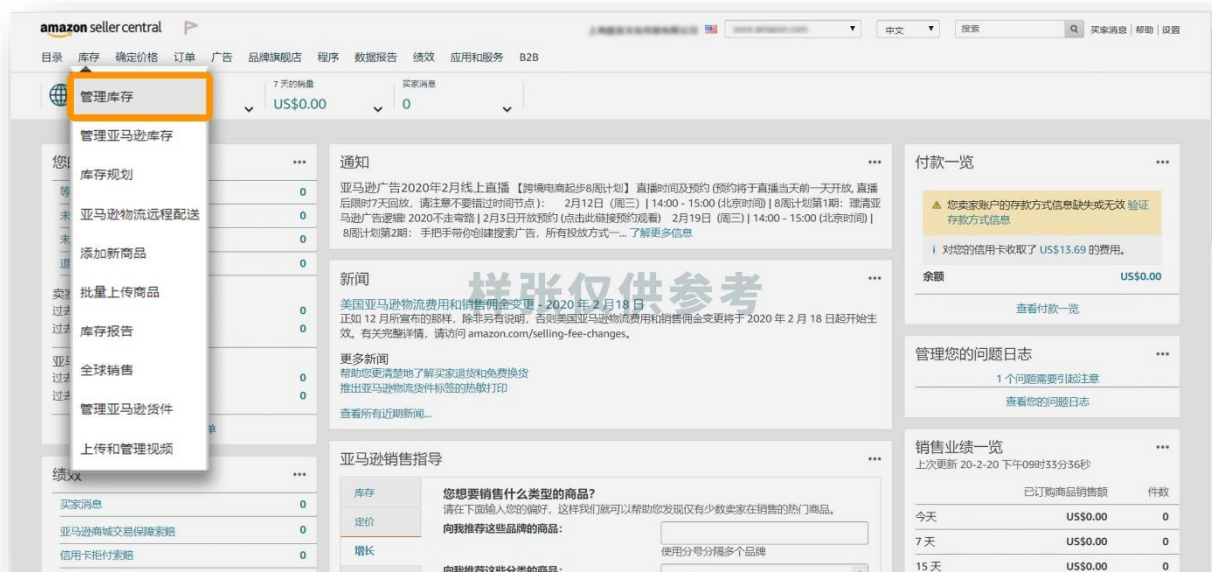 amazon seller central
中文
搜索
买家消息 | 帮助 | 设置
目录 库存 确定价格 订单 广告 品牌旗舰店 程序 数据报告 绩效 应用和服务 B2B
管理库存
管理亚马逊库存
库存规划
亚马逊物流远程配送
添加新商品
批量上传商品
库存报告
全球销售
管理亚马逊货件
上传和管理视频
7 天的销量
US$0.00
买家消息
0
您
等 0
未 0
未 0
退 0
卖家
过去 0
过去 0
过去 0
过去 0
单
绩效
买家消息 0
亚马逊商城交易保障索赔 0
信用卡拒付索赔 0
通知
亚马逊广告2020年2月线上直播 【跨境电商起步8周计划】 直播时间及预约 (预约将于直播当天前一天开放, 直播
后限时7天回放，请注意不要错过时间节点)： 2月12日（周三）| 14:00 - 15:00 (北京时间) | 8周计划第1期：理清亚
马逊广告逻辑! 2020不走弯路 | 2月3日开放预约 (点击此链接预约观看) 2月19日（周三）| 14:00 - 15:00 (北京时间) |
8周计划第2期： 手把手带你创建搜索广告，所有投放方式一... 了解更多信息
新闻
样张仅供参考
美国亚马逊物流费用和销售佣金变更 - 2020 年 2 月 18 日
正如 12 月所宣布的那样，除非另有说明，否则美国亚马逊物流费用和销售佣金变更将于 2020 年 2 月 18 日起开始生
效。有关完整详情，请访问 amazon.com/selling-fee-changes。
更多新闻
帮助您更清楚地了解买家退货和免费换货
推出亚马逊物流货件标签的热敏打印
查看所有近期新闻...
亚马逊销售指导
库存
定价
增长
您想要销售什么类型的商品?
请在下面输入您的偏好，这样我们就可以帮助您发现仅有少数卖家在销售的热门商品。
向我推荐这些品牌的商品：
使用分号分隔多个品牌
向我推荐这些分类的商品：
付款一览
您卖家账户的存款方式信息缺失或无效 验证
存款方式信息
对您的信用卡收取了 US$13.69 的费用。
余额 US$0.00
查看付款一览
管理您的问题日志
1 个问题需要引起注意
查看您的问题日志
销售业绩一览
上次更新 20-2-20 下午09时33分36秒
已订购商品销售额 件数
今天 US$0.00 0
7 天 US$0.00 0
15 天 US$0.00 0